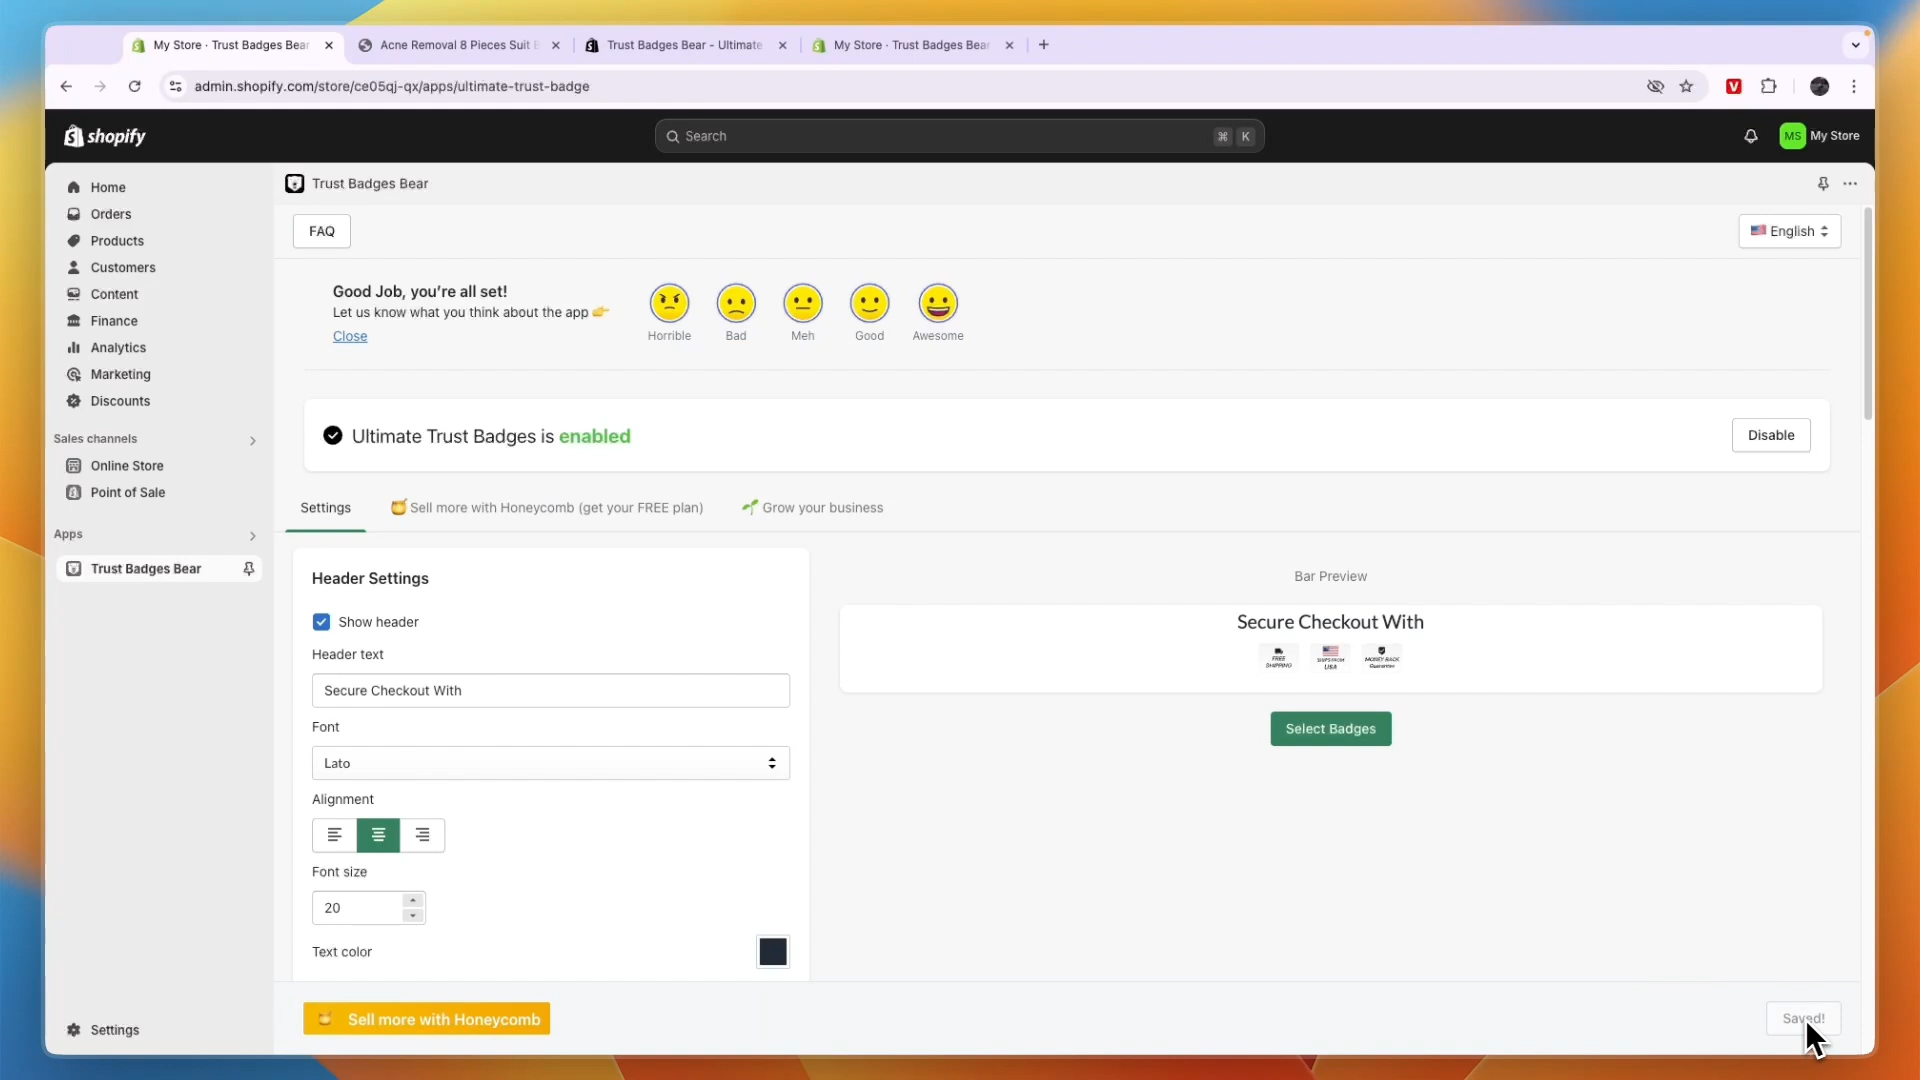 My Store · Trust Badges Bear
Acne Removal 8 Pieces Suit B
Trust Badges Bear - Ultimate
My Store · Trust Badges Bear
admin.shopify.com/store/ce05qj-qx/apps/ultimate-trust-badge
V
shopify
Search
⌘ K
MS My Store
Home
Orders
Products
Customers
Content
Finance
Analytics
Marketing
Discounts
Sales channels
Online Store
Point of Sale
Apps
Trust Badges Bear
Settings
Trust Badges Bear
FAQ
English
Good Job, you're all set!
Let us know what you think about the app 👉
Close
Horrible
Bad
Meh
Good
Awesome
Ultimate Trust Badges is enabled
Disable
Settings
Sell more with Honeycomb (get your FREE plan)
Grow your business
Header Settings
Show header
Header text
Secure Checkout With
Font
Lato
Alignment
Font size
20
Text color
Bar Preview
Secure Checkout With
FREE
SHIPPING
SHIPS FROM
USA
MONEY BACK
Guarantee
Select Badges
Sell more with Honeycomb
Saved!